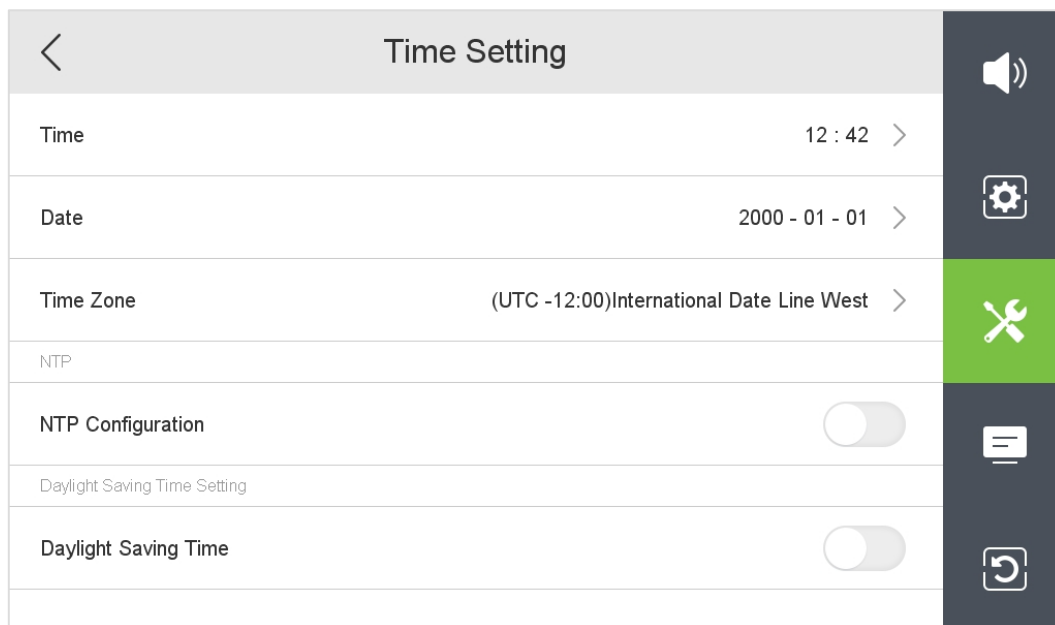 Time Setting
Time 12 : 42
Date 2000 - 01 - 01
Time Zone (UTC -12:00)International Date Line West
NTP
NTP Configuration
Daylight Saving Time Setting
Daylight Saving Time